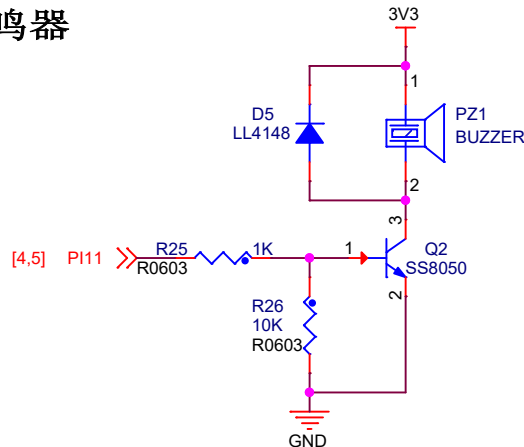 鸣器
3V3
1
D5
LL4148
PZ1
BUZZER
2
3
[4,5] PI11 R25 1K 1 Q2
R0603 SS8050
2
R26
10K
R0603
GND